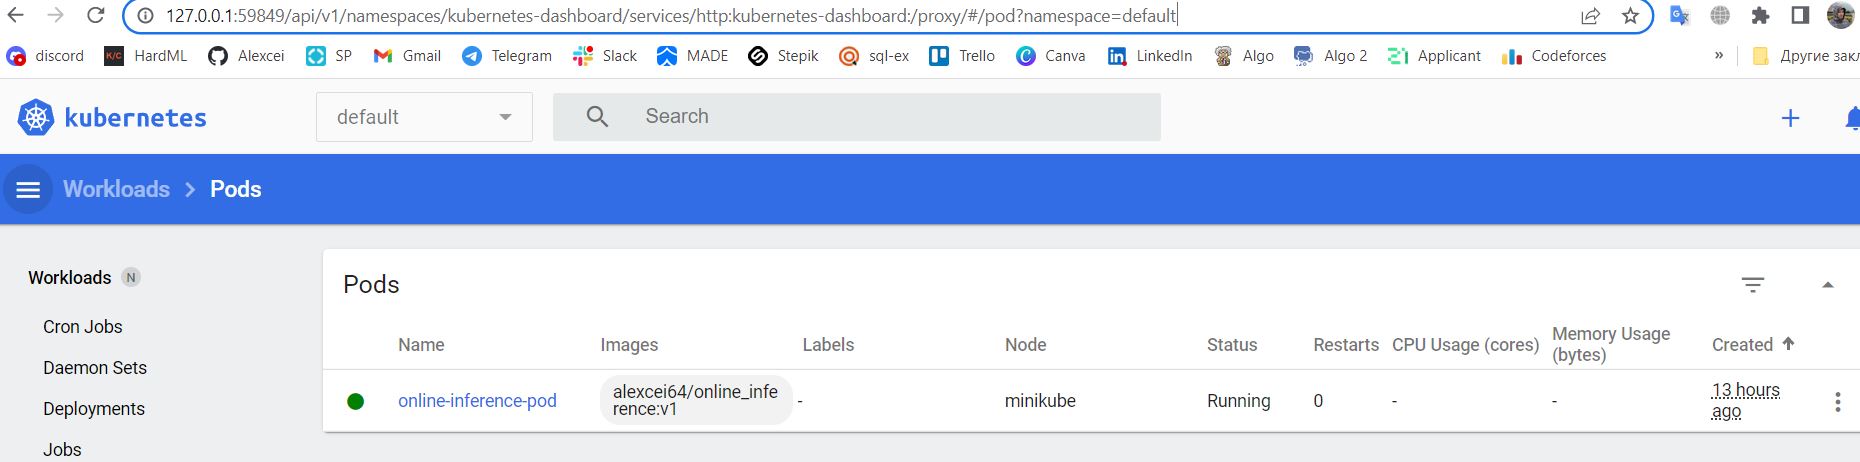 127.0.0.1:59849/api/v1/namespaces/kubernetes-dashboard/services/http:kubernetes-dashboard:/proxy/#/pod?namespace=default
discord K/C HardML Alexcei SP Gmail Telegram Slack MADE Stepik sql-ex Trello Canva LinkedIn Algo Algo 2 Applicant Codeforces » Другие закл
kubernetes default Search
Workloads Pods
Workloads N
Cron Jobs
Daemon Sets
Deployments
Jobs
Pods
Name Images Labels Node Status Restarts CPU Usage (cores) Memory Usage
(bytes) Created
online-inference-pod alexcei64/online_infe
rence:v1 - minikube Running 0 - - 13 hours
ago